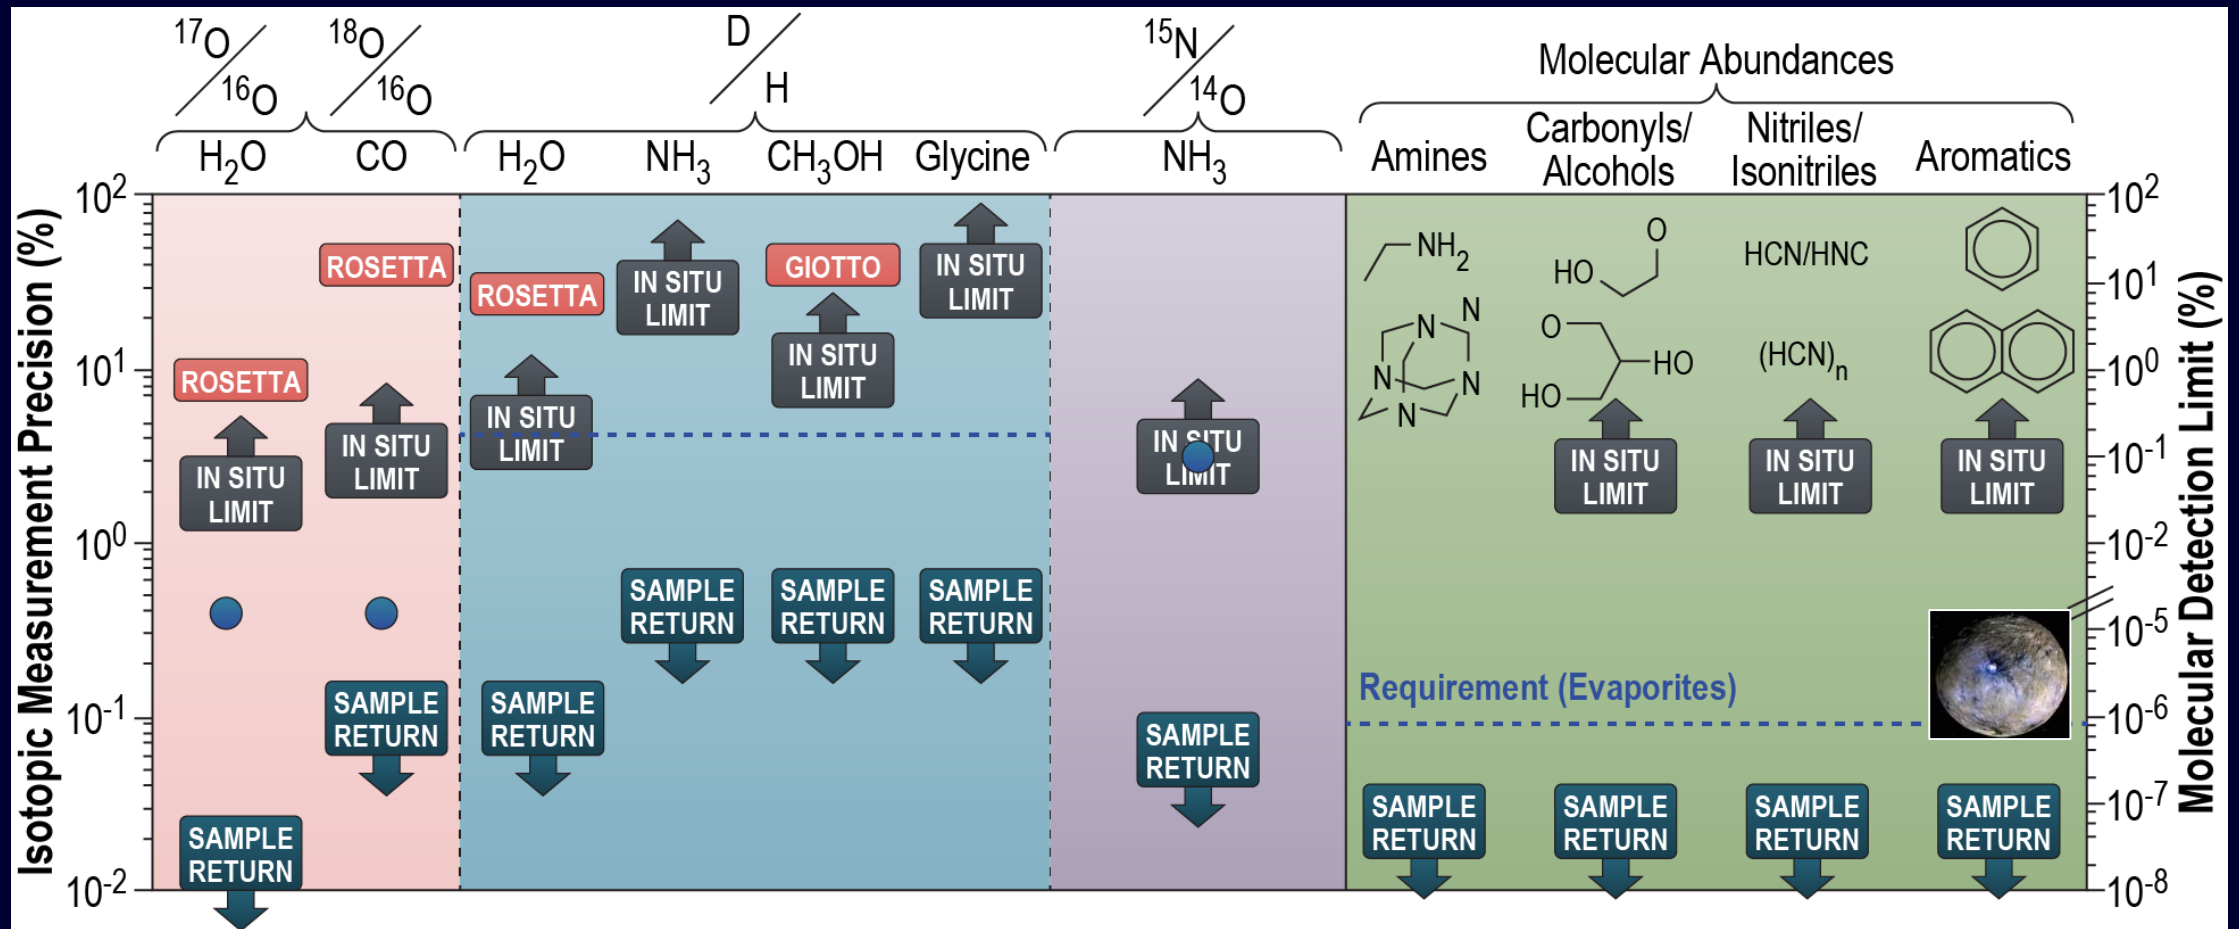 17O/16O
18O/16O
D/H
15N/14O
Molecular Abundances
H2O
CO
H2O
NH3
CH3OH
Glycine
NH3
Amines
Carbonyls/
Alcohols
Nitriles/
Isonitriles
Aromatics
Isotopic Measurement Precision (%)
10^2
10^1
10^0
10^-1
10^-2
ROSETTA
IN SITU
LIMIT
SAMPLE
RETURN
ROSETTA
IN SITU
LIMIT
SAMPLE
RETURN
ROSETTA
IN SITU
LIMIT
SAMPLE
RETURN
IN SITU
LIMIT
SAMPLE
RETURN
GIOTTO
IN SITU
LIMIT
SAMPLE
RETURN
IN SITU
LIMIT
SAMPLE
RETURN
IN SITU
LIMIT
SAMPLE
RETURN
NH2
N
N
N
N
N
Requirement (Evaporites)
SAMPLE
RETURN
O
HO
O
HO
HO
IN SITU
LIMIT
SAMPLE
RETURN
HCN/HNC
(HCN)n
IN SITU
LIMIT
SAMPLE
RETURN
IN SITU
LIMIT
SAMPLE
RETURN
10^2
10^1
10^0
10^-1
10^-2
10^-5
10^-6
10^-7
10^-8
Molecular Detection Limit (%)